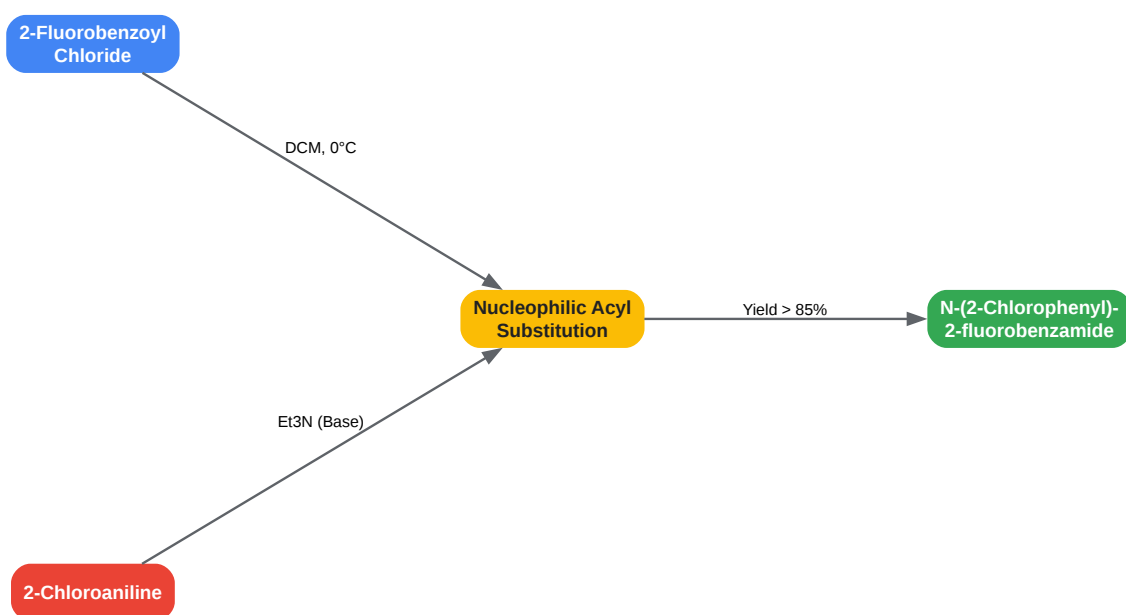 2-Fluorobenzoyl
Chloride
DCM, 0°C
Nucleophilic Acyl
Substitution
Yield > 85%
N-(2-Chlorophenyl)-
2-fluorobenzamide
Et3N (Base)
2-Chloroaniline